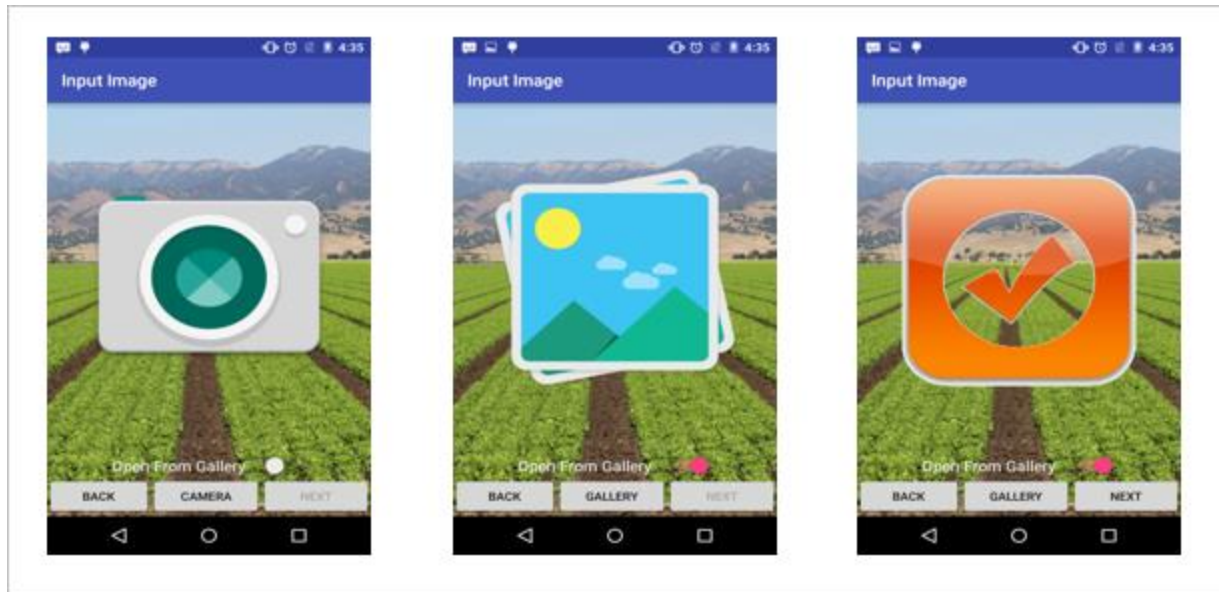 4:35
Input Image
Open From Gallery
BACK CAMERA NEXT
4:35
Input Image
Open From Gallery
BACK GALLERY NEXT
4:35
Input Image
Open From Gallery
BACK GALLERY NEXT